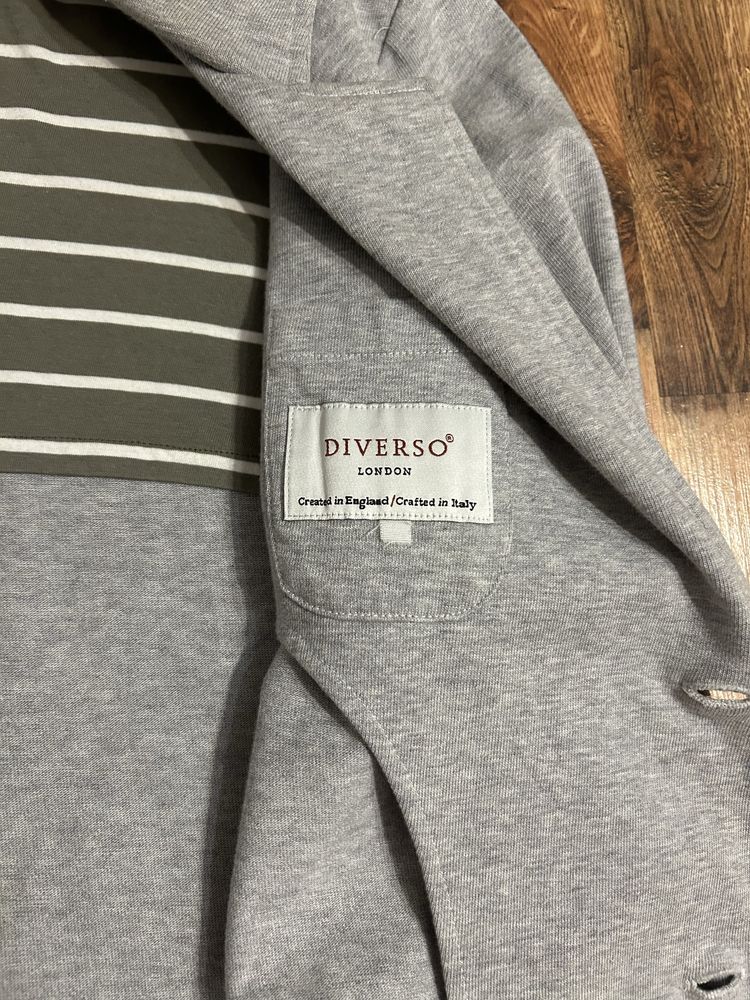 DIVERSO®
LONDON
Created in England/Crafted in Italy